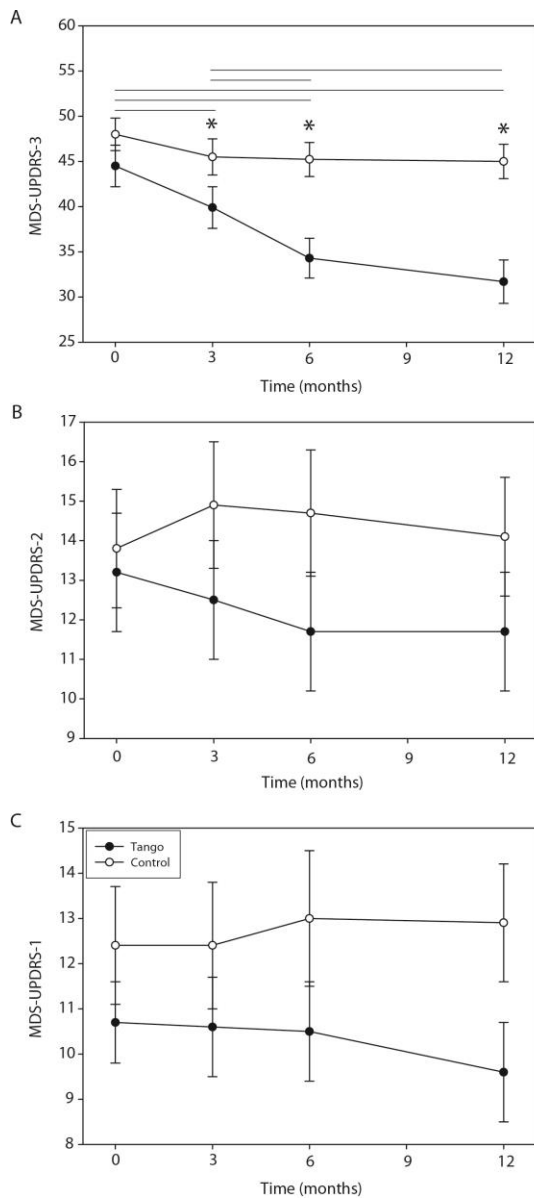 A
60
55
50
45
40
35
30
25
MDS-UPDRS-3
* * *
0 3 6 9 12
Time (months)
B
17
16
15
14
13
12
11
10
9
MDS-UPDRS-2
0 3 6 9 12
Time (months)
C
15
14
13
12
11
10
9
8
MDS-UPDRS-1
Tango
Control
0 3 6 9 12
Time (months)